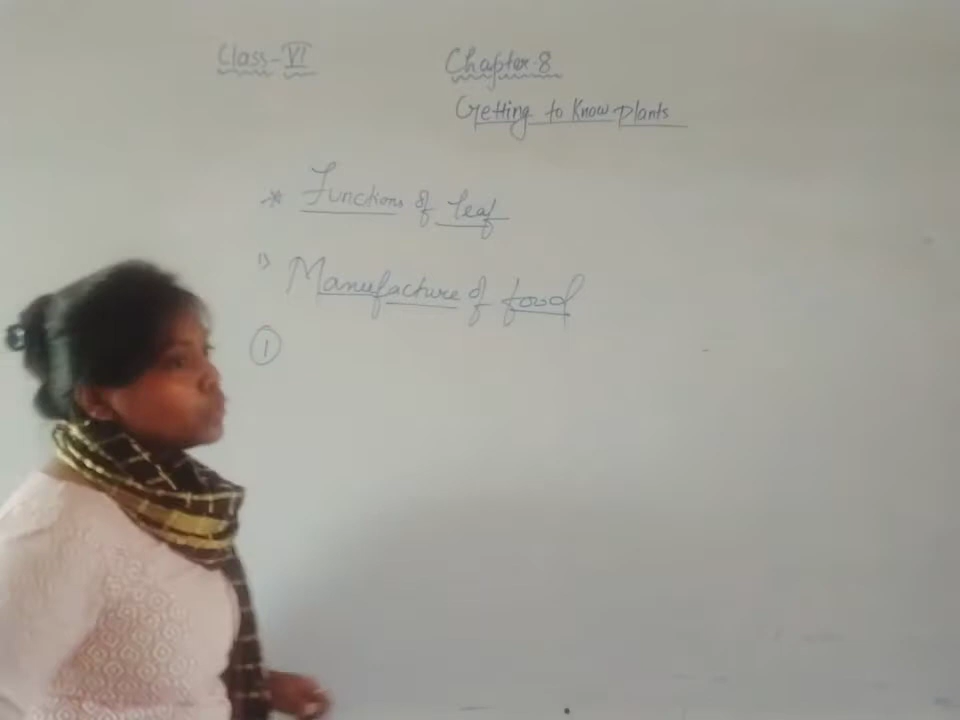 Class-VI
Chapter-8
Getting to Know plants
* Functions of leaf
1) Manufacture of food
1